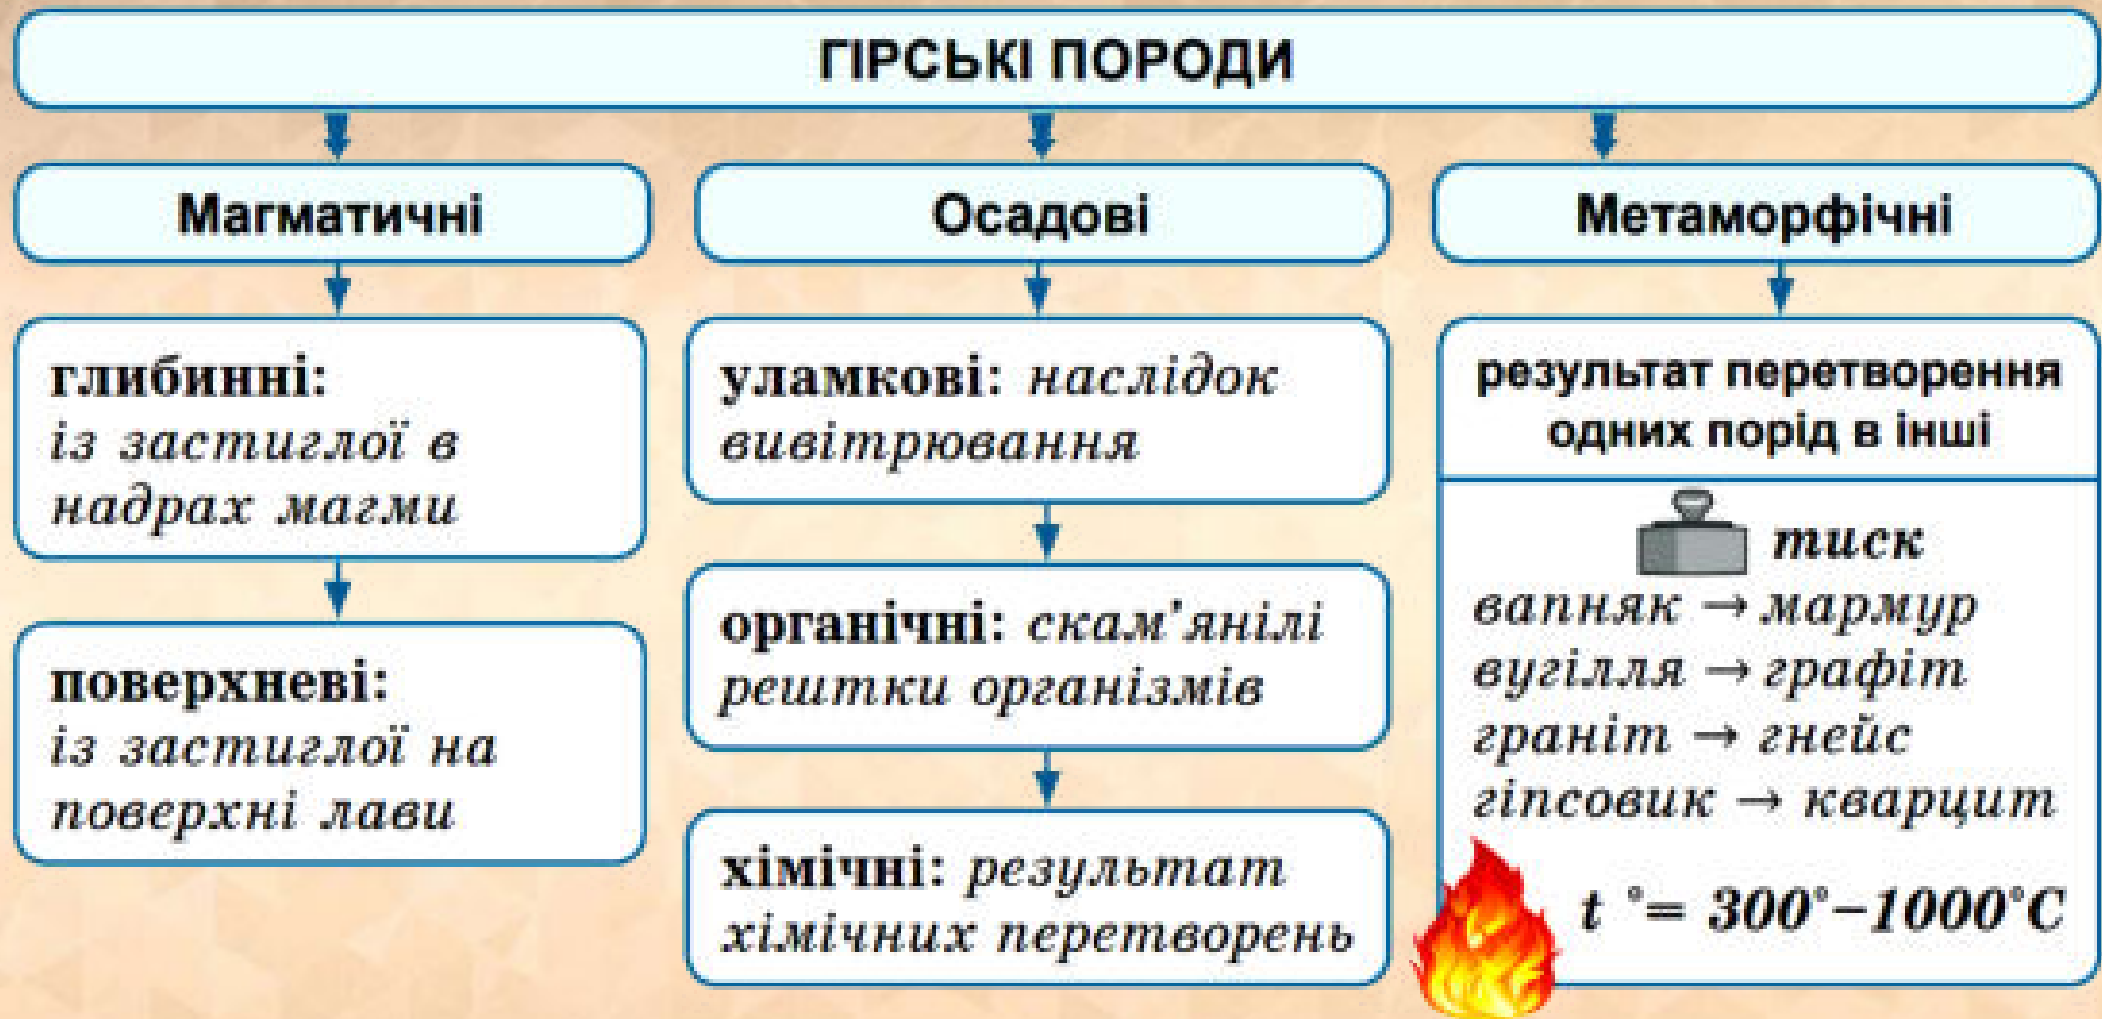 ГІРСЬКІ ПОРОДИ
Магматичні
глибинні:
із застиглої в
надрах магми
поверхневі:
із застиглої на
поверхні лави
Осадові
уламкові: наслідок
вивітрювання
органічні: скам'янілі
рештки організмів
хімічні: результат
хімічних перетворень
Метаморфічні
результат перетворення
одних порід в інші
тиск
вапняк → мармур
вугілля → графіт
граніт → гнейс
гіпсовик → кварцит
t °= 300°–1000°C